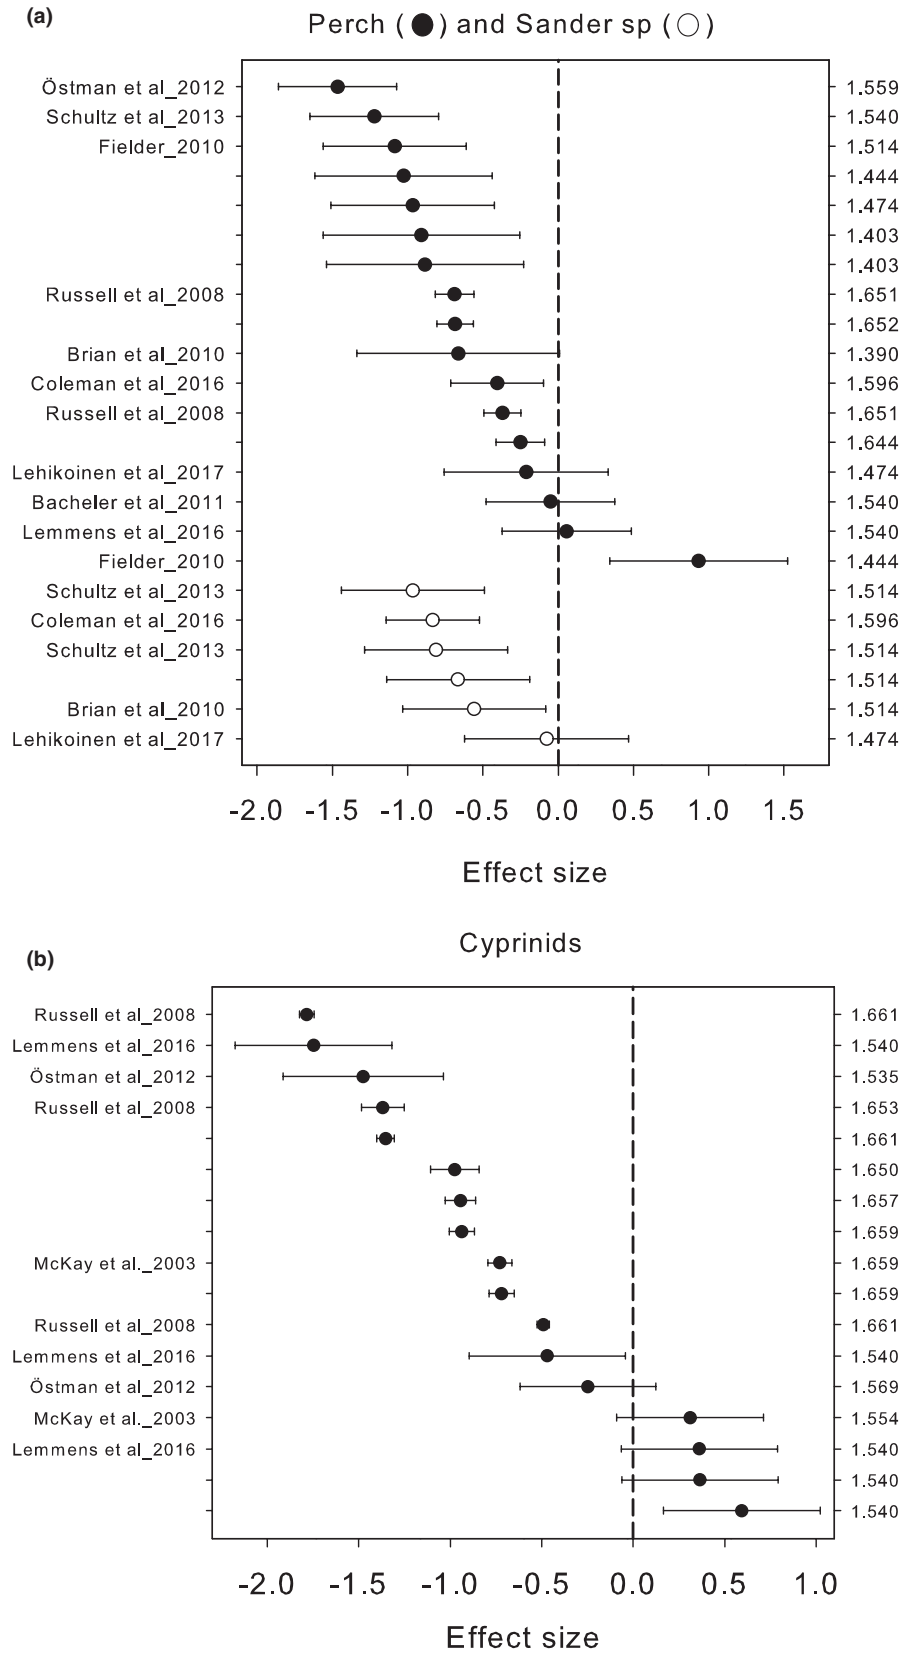 (a)
Perch (●) and Sander sp (○)
Östman et al_2012 1.559
Schultz et al_2013 1.540
Fielder_2010 1.514
1.444
1.474
1.403
1.403
Russell et al_2008 1.651
1.652
Brian et al_2010 1.390
Coleman et al_2016 1.596
Russell et al_2008 1.651
1.644
Lehikoinen et al_2017 1.474
Bacheler et al_2011 1.540
Lemmens et al_2016 1.540
Fielder_2010 1.444
Schultz et al_2013 1.514
Coleman et al_2016 1.596
Schultz et al_2013 1.514
1.514
Brian et al_2010 1.514
Lehikoinen et al_2017 1.474
-2.0 -1.5 -1.0 -0.5 0.0 0.5 1.0 1.5
Effect size
(b)
Cyprinids
Russell et al_2008 1.661
Lemmens et al_2016 1.540
Östman et al_2012 1.535
Russell et al_2008 1.653
1.661
1.650
1.657
1.659
McKay et al._2003 1.659
1.659
Russell et al_2008 1.661
Lemmens et al_2016 1.540
Östman et al_2012 1.569
McKay et al._2003 1.554
Lemmens et al_2016 1.540
1.540
1.540
-2.0 -1.5 -1.0 -0.5 0.0 0.5 1.0
Effect size